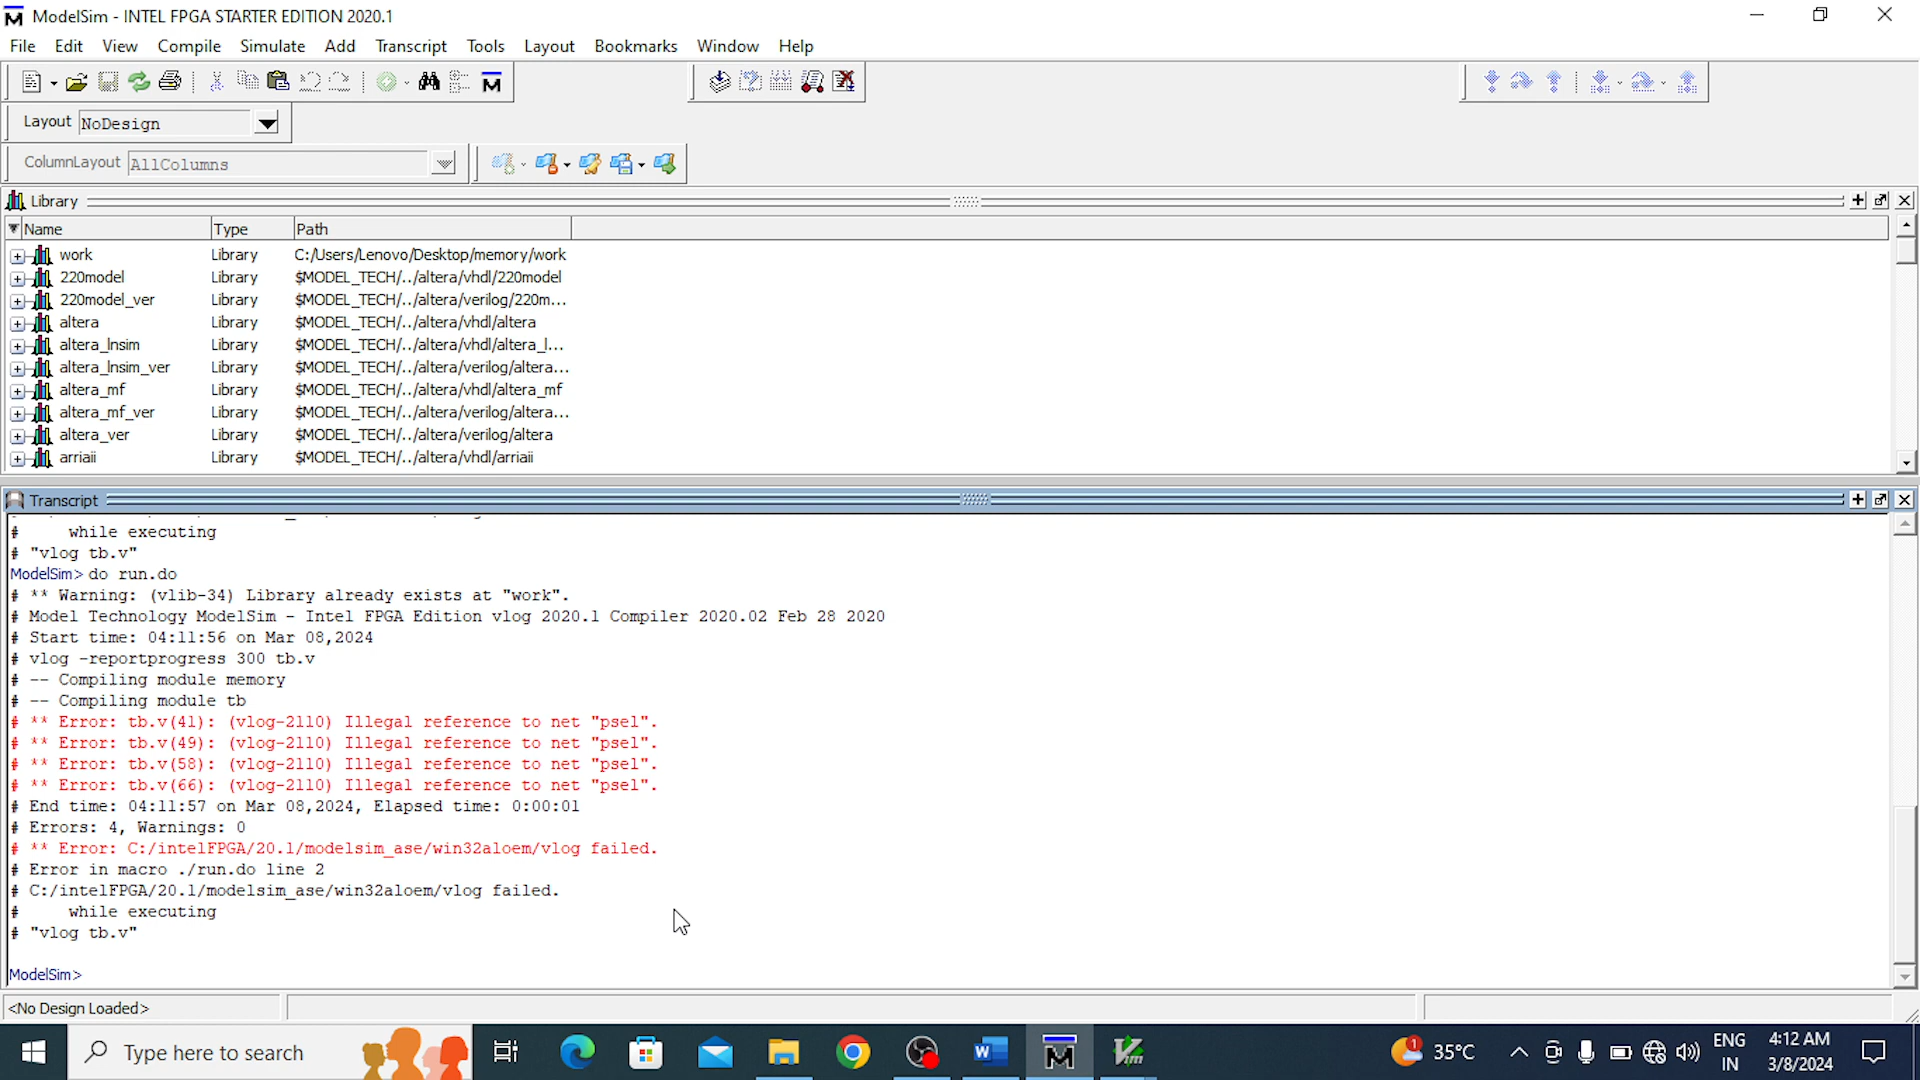 ModelSim - INTEL FPGA STARTER EDITION 2020.1
File Edit View Compile Simulate Add Transcript Tools Layout Bookmarks Window Help
Layout NoDesign
ColumnLayout AllColumns
Library
Name Type Path
work Library C:/Users/Lenovo/Desktop/memory/work
220model Library $MODEL_TECH/../altera/vhdl/220model
220model_ver Library $MODEL_TECH/../altera/verilog/220m...
altera Library $MODEL_TECH/../altera/vhdl/altera
altera_lnsim Library $MODEL_TECH/../altera/vhdl/altera_l...
altera_lnsim_ver Library $MODEL_TECH/../altera/verilog/altera...
altera_mf Library $MODEL_TECH/../altera/vhdl/altera_mf
altera_mf_ver Library $MODEL_TECH/../altera/verilog/altera...
altera_ver Library $MODEL_TECH/../altera/verilog/altera
arriaii Library $MODEL_TECH/../altera/vhdl/arriaii
Transcript
# while executing
# "vlog tb.v"
ModelSim> do run.do
# ** Warning: (vlib-34) Library already exists at "work".
# Model Technology ModelSim - Intel FPGA Edition vlog 2020.1 Compiler 2020.02 Feb 28 2020
# Start time: 04:11:56 on Mar 08,2024
# vlog -reportprogress 300 tb.v
# -- Compiling module memory
# -- Compiling module tb
# ** Error: tb.v(41): (vlog-2110) Illegal reference to net "psel".
# ** Error: tb.v(49): (vlog-2110) Illegal reference to net "psel".
# ** Error: tb.v(58): (vlog-2110) Illegal reference to net "psel".
# ** Error: tb.v(66): (vlog-2110) Illegal reference to net "psel".
# End time: 04:11:57 on Mar 08,2024, Elapsed time: 0:00:01
# Errors: 4, Warnings: 0
# ** Error: C:/intelFPGA/20.1/modelsim_ase/win32aloem/vlog failed.
# Error in macro ./run.do line 2
# C:/intelFPGA/20.1/modelsim_ase/win32aloem/vlog failed.
# while executing
# "vlog tb.v"
ModelSim>
<No Design Loaded>
Type here to search
1 35°C
ENG
IN
4:12 AM
3/8/2024